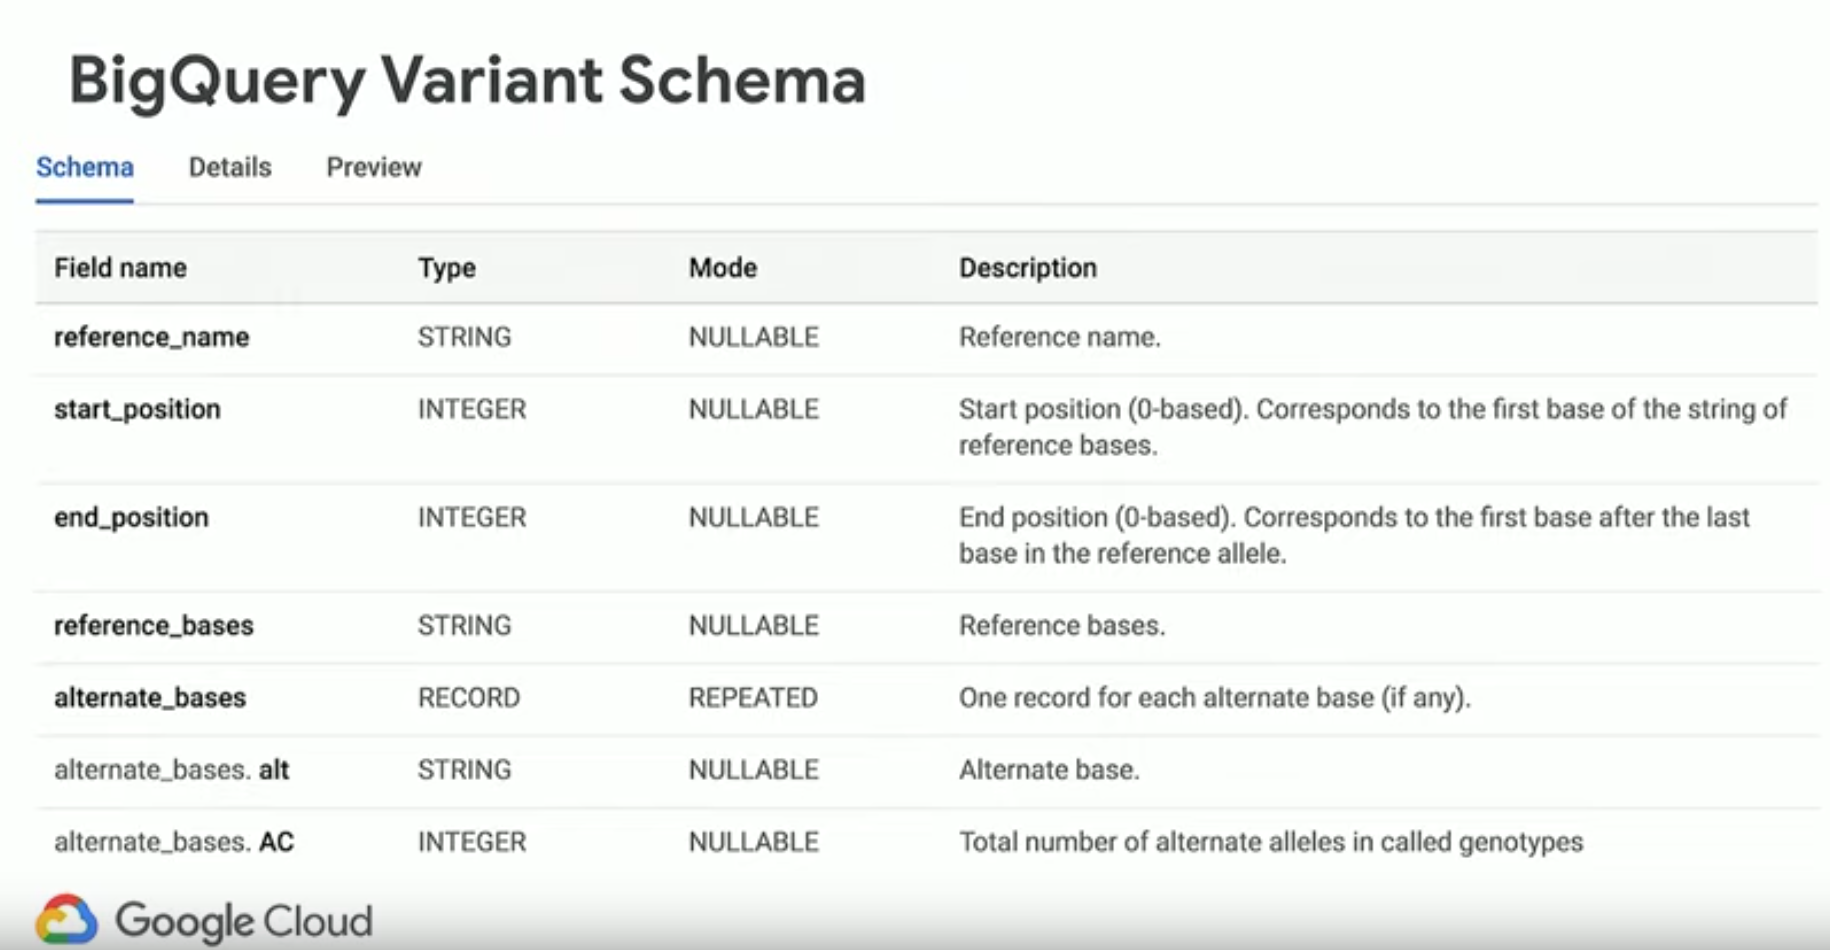 BigQuery Variant Schema
Schema Details Preview
Field name Type Mode Description
reference_name STRING NULLABLE Reference name.
start_position INTEGER NULLABLE Start position (0-based). Corresponds to the first base of the string of
reference bases.
end_position INTEGER NULLABLE End position (0-based). Corresponds to the first base after the last
base in the reference allele.
reference_bases STRING NULLABLE Reference bases.
alternate_bases RECORD REPEATED One record for each alternate base (if any).
alternate_bases. alt STRING NULLABLE Alternate base.
alternate_bases. AC INTEGER NULLABLE Total number of alternate alleles in called genotypes
Google Cloud